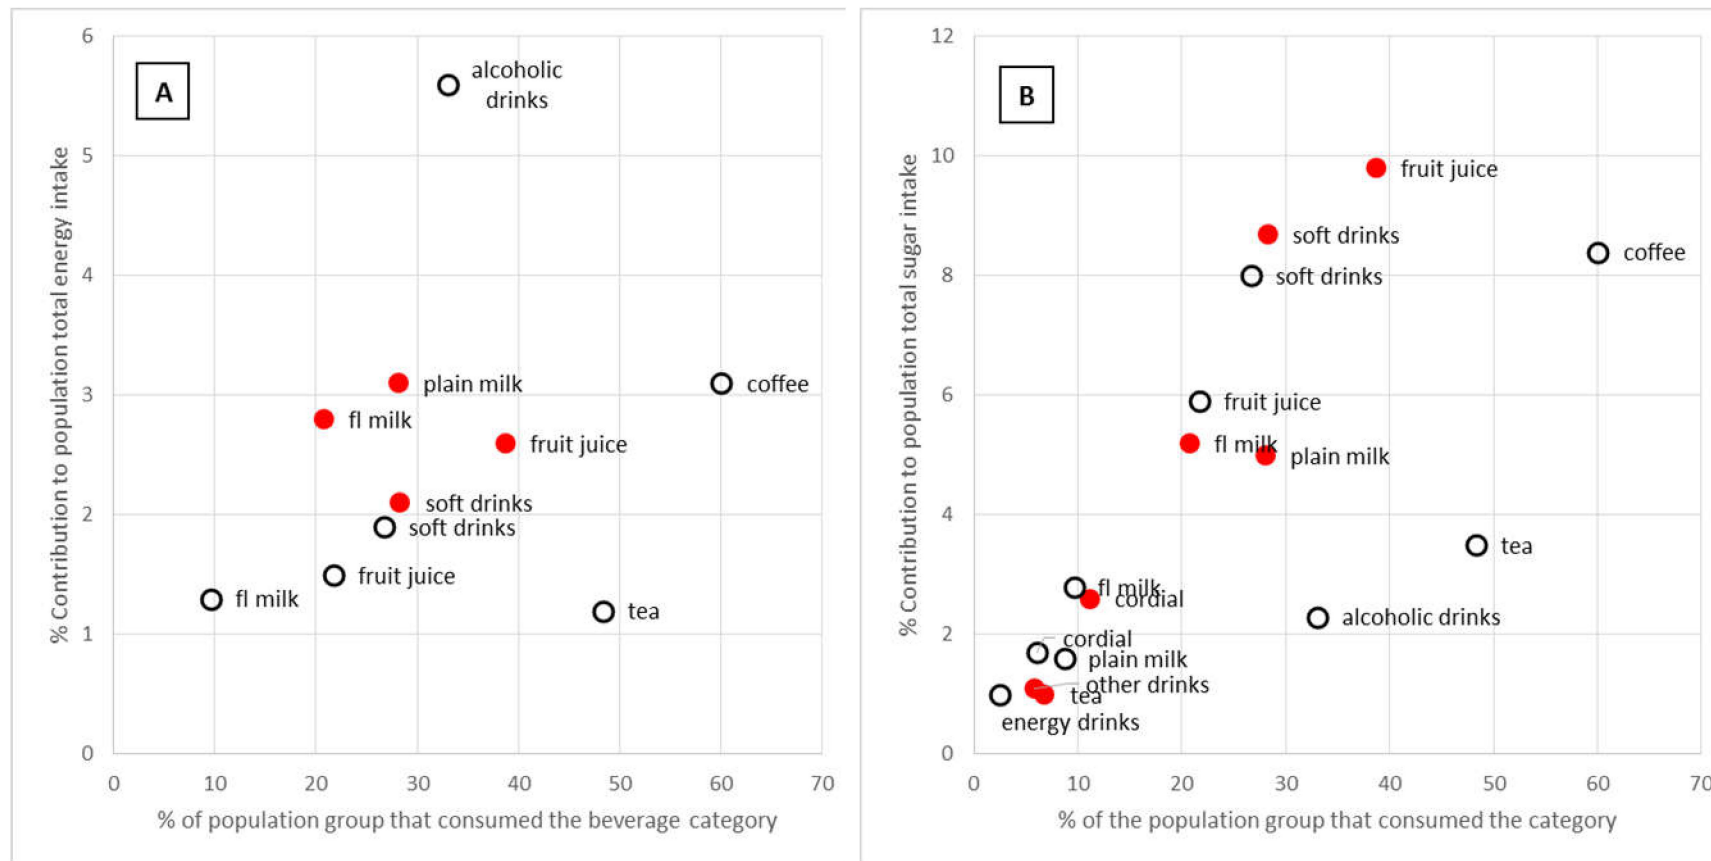 A
6
5
4
3
2
1
0
% Contribution to population total energy intake
alcoholic
drinks
plain milk
coffee
fl milk
fruit juice
soft drinks
soft drinks
fruit juice
fl milk
tea
0 10 20 30 40 50 60 70
% of population group that consumed the beverage category
B
12
10
8
6
4
2
0
% Contribution to population total sugar intake
fruit juice
soft drinks
coffee
soft drinks
fruit juice
fl milk
plain milk
tea
fl milk
cordial
alcoholic drinks
cordial
plain milk
other drinks
tea
energy drinks
0 10 20 30 40 50 60 70
% of the population group that consumed the category